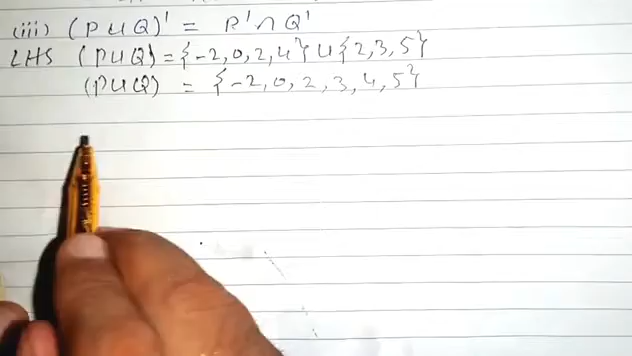 (iii) (P ∪ Q)' = P' ∩ Q'
LHS (P∪Q) = {-2, 0, 2, 4} ∪ {2, 3, 5}
(P∪Q) = {-2, 0, 2, 3, 4, 5}